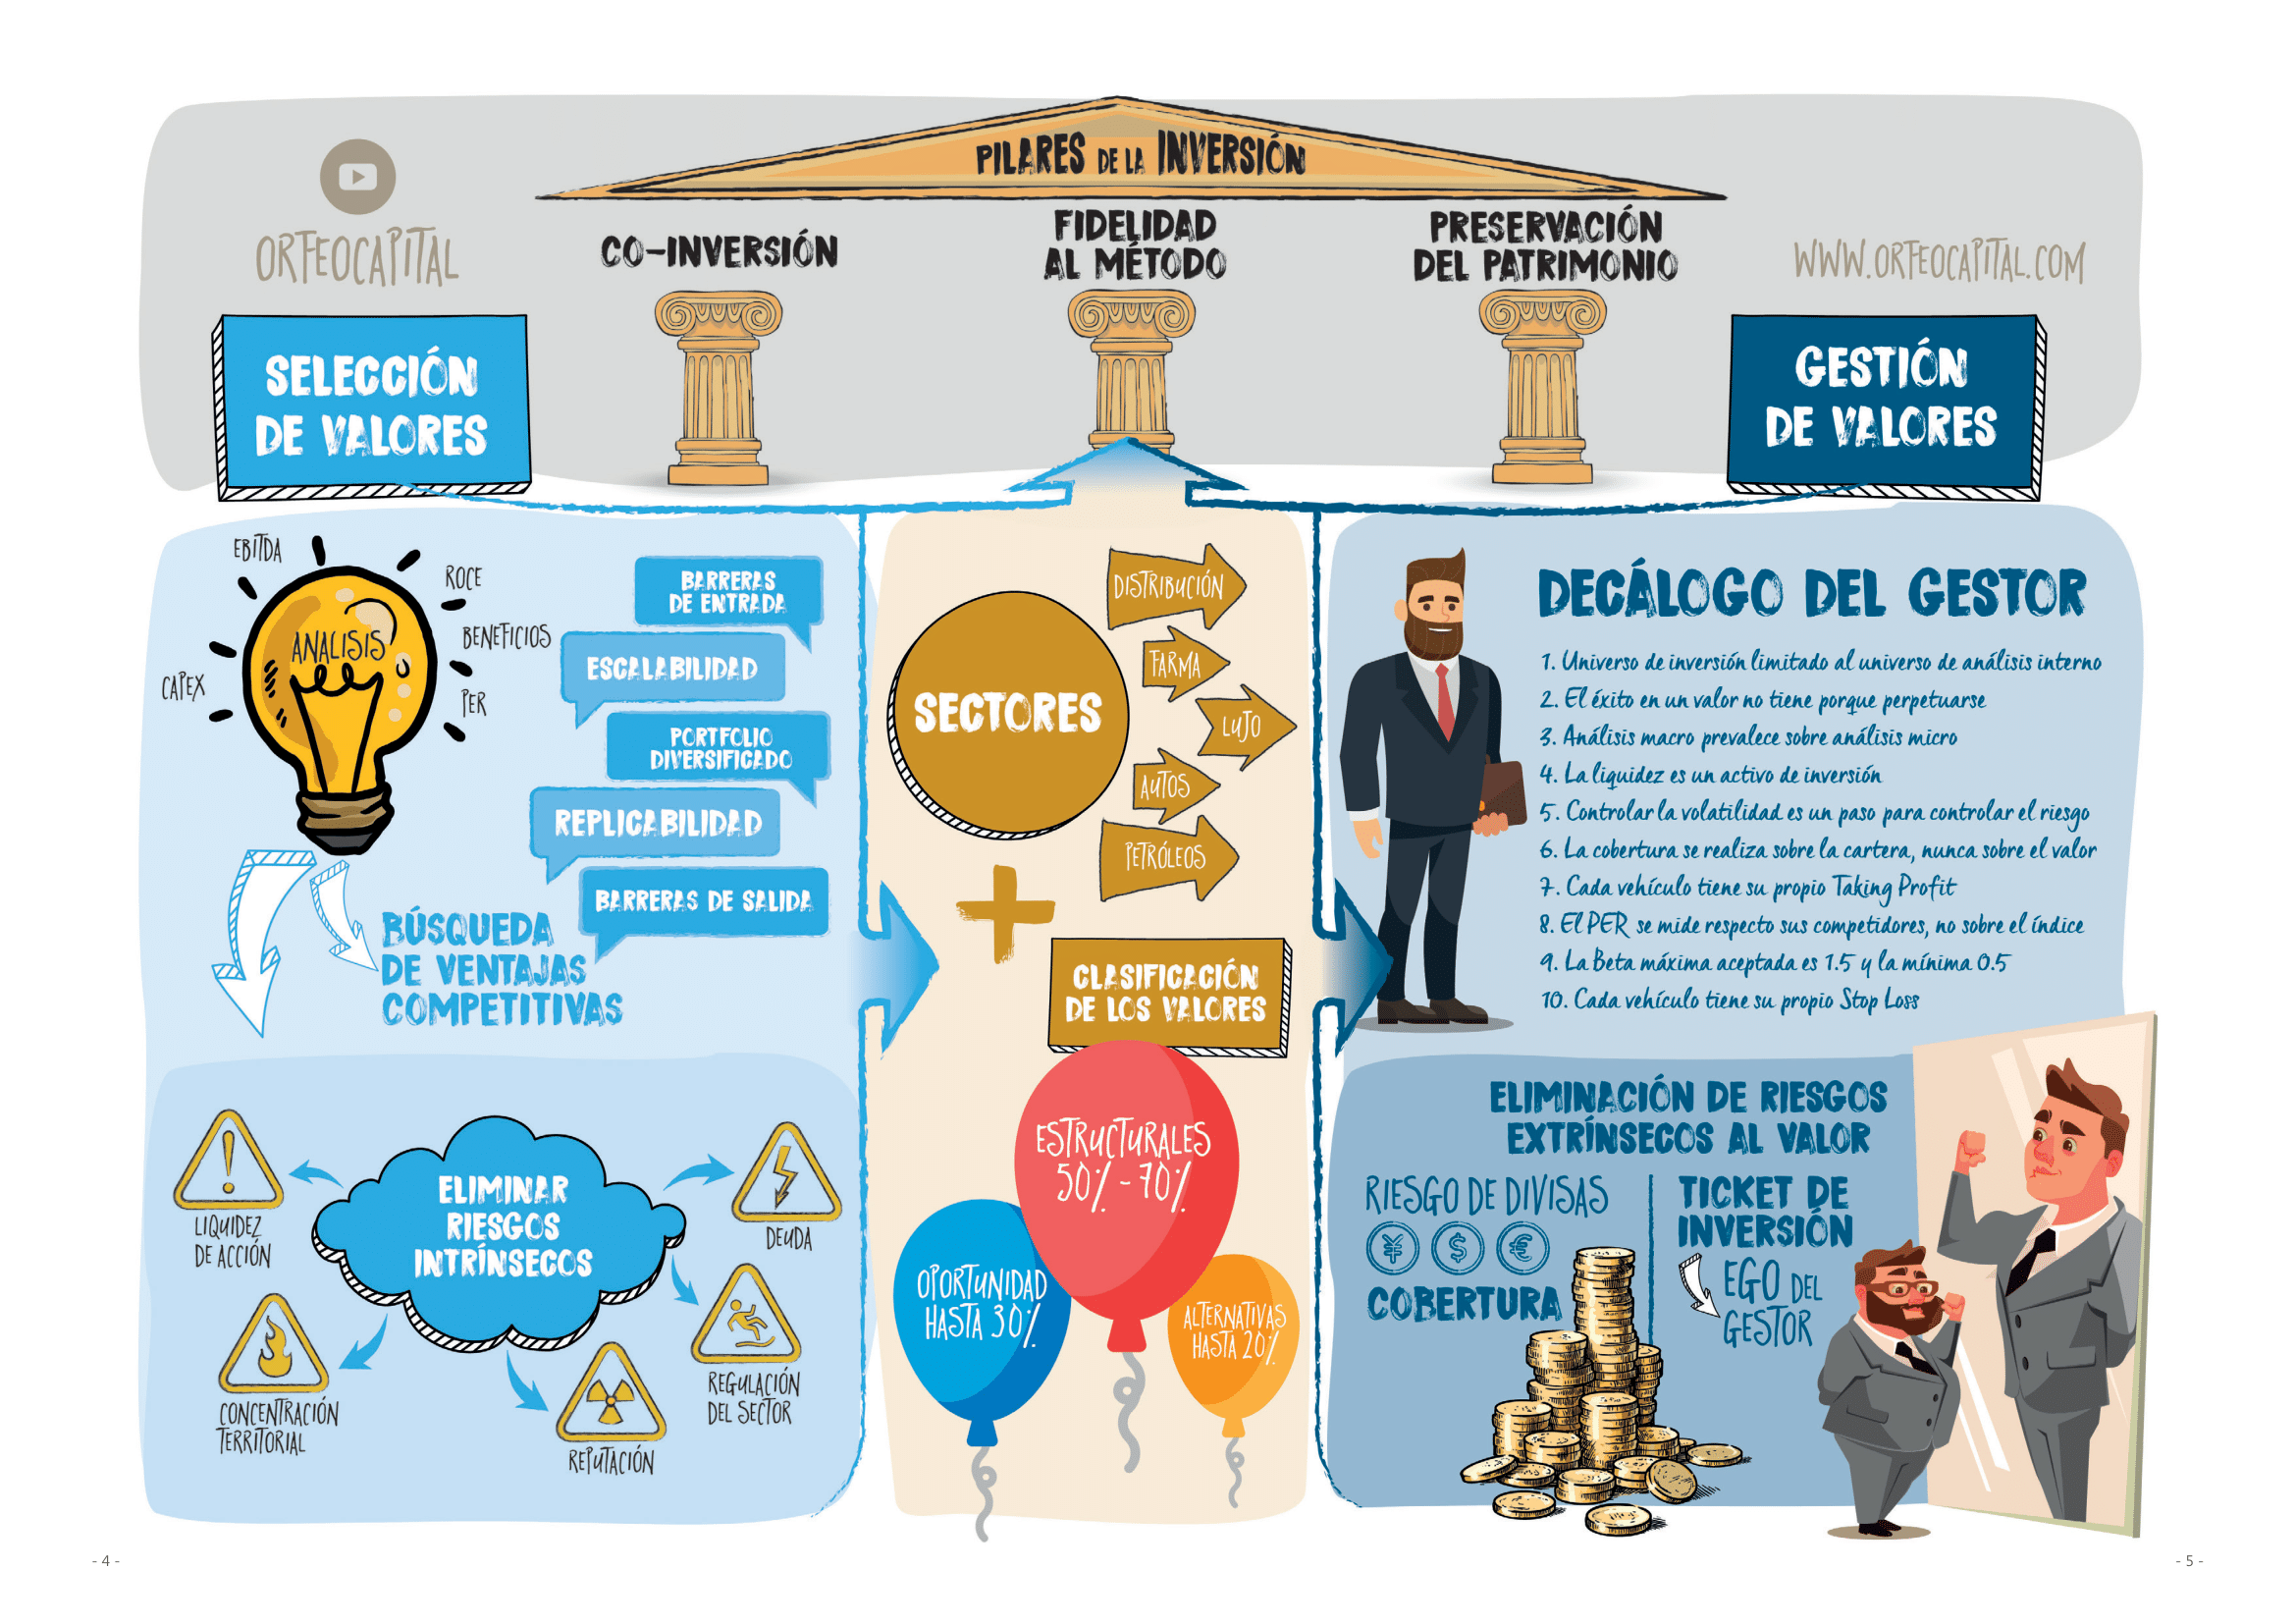 PILARES DE LA INVERSIÓN
ORFEOCAPITAL
CO-INVERSIÓN
FIDELIDAD
AL MÉTODO
PRESERVACIÓN
DEL PATRIMONIO
WWW.ORFEOCAPITAL.COM
SELECCIÓN
DE VALORES
GESTIÓN
DE VALORES
EBITDA
ROCE
ANALISIS
BENEFICIOS
CAPEX
PER
BARRERAS
DE ENTRADA
ESCALABILIDAD
PORTFOLIO
DIVERSIFICADO
REPLICABILIDAD
BARRERAS DE SALIDA
BÚSQUEDA
DE VENTAJAS
COMPETITIVAS
ELIMINAR
RIESGOS
INTRÍNSECOS
LIQUIDEZ
DE ACCIÓN
DEUDA
CONCENTRACIÓN
TERRITORIAL
REPUTACIÓN
REGULACIÓN
DEL SECTOR
SECTORES
DISTRIBUCIÓN
FARMA
LUJO
AUTOS
PETRÓLEOS
+
CLASIFICACIÓN
DE LOS VALORES
ESTRUCTURALES
50% - 70%
OPORTUNIDAD
HASTA 30%
ALTERNATIVAS
HASTA 20%
DECÁLOGO DEL GESTOR
1. Universo de inversión limitado al universo de análisis interno
2. El éxito en un valor no tiene porque perpetuarse
3. Análisis macro prevalece sobre análisis micro
4. La liquidez es un activo de inversión
5. Controlar la volatilidad es un paso para controlar el riesgo
6. La cobertura se realiza sobre la cartera, nunca sobre el valor
7. Cada vehículo tiene su propio Taking Profit
8. El PER se mide respecto sus competidores, no sobre el índice
9. La Beta máxima aceptada es 1.5 y la mínima 0.5
10. Cada vehículo tiene su propio Stop Loss
ELIMINACIÓN DE RIESGOS
EXTRÍNSECOS AL VALOR
RIESGO DE DIVISAS
¥ $ €
COBERTURA
TICKET DE
INVERSIÓN
EGO DEL
GESTOR
- 4 -
- 5 -